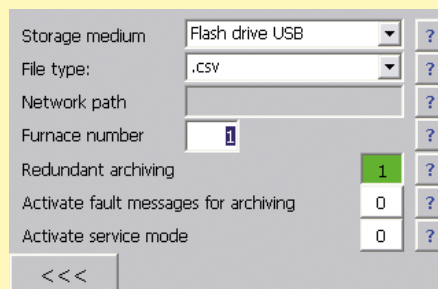 Storage medium Flash drive USB ?
File type: .csv ?
Network path ?
Furnace number 1 ?
Redundant archiving 1 ?
Activate fault messages for archiving 0 ?
Activate service mode 0 ?
<<<